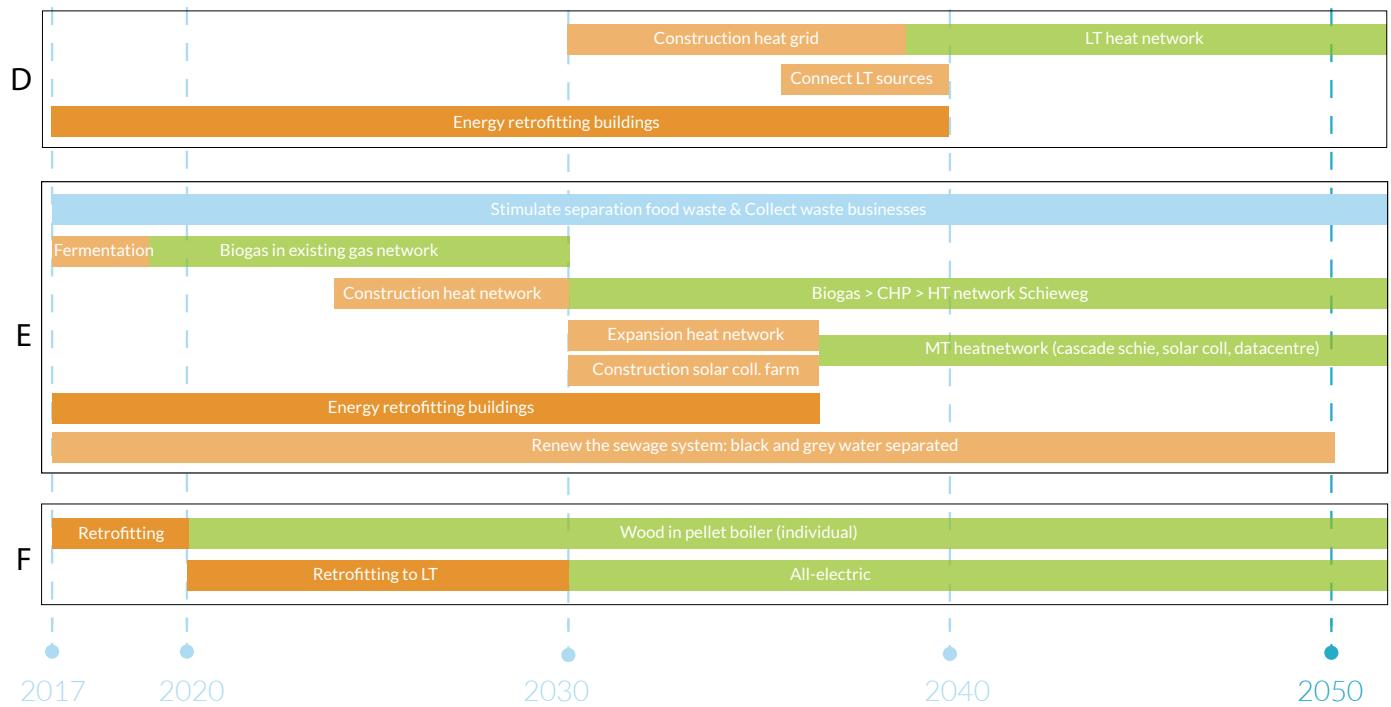 D
Construction heat grid
LT heat network
Connect LT sources
Energy retrofitting buildings
E
Stimulate separation food waste & Collect waste businesses
Fermentation
Biogas in existing gas network
Construction heat network
Biogas > CHP > HT network Schieweg
Expansion heat network
MT heatnetwork (cascade schie, solar coll, datacentre)
Construction solar coll. farm
Energy retrofitting buildings
Renew the sewage system: black and grey water separated
F
Retrofitting
Wood in pellet boiler (individual)
Retrofitting to LT
All-electric
2017
2020
2030
2040
2050